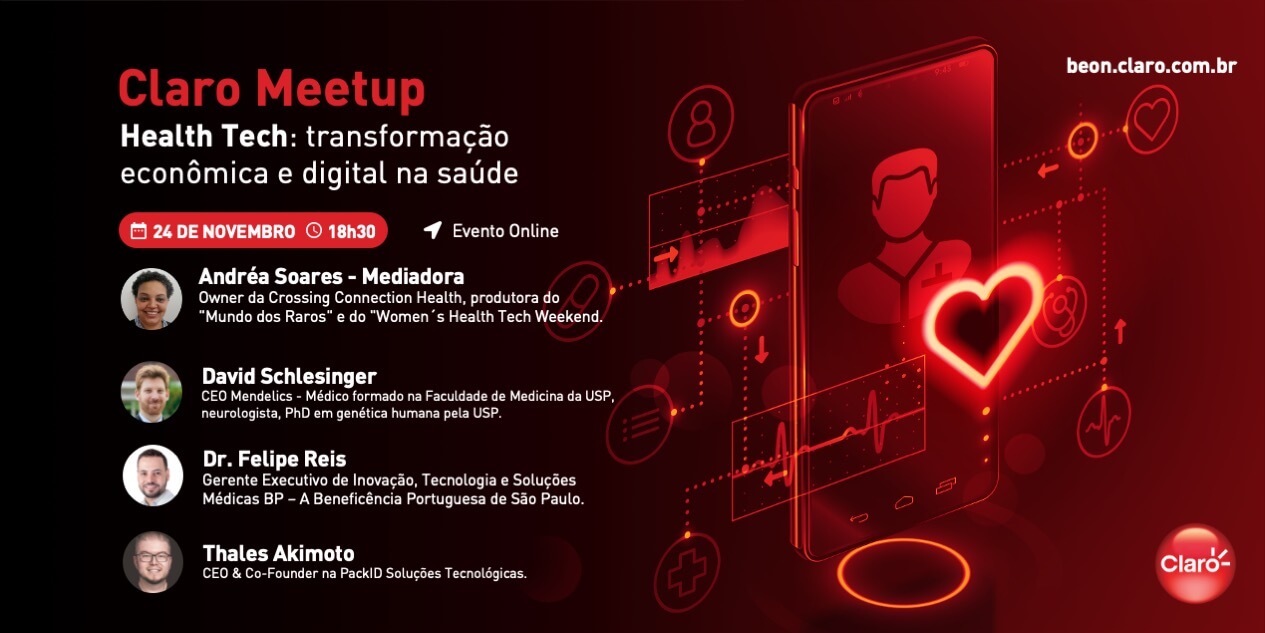 beon.claro.com.br
Claro Meetup
Health Tech: transformação
econômica e digital na saúde
24 DE NOVEMBRO 18h30
Evento Online
Andréa Soares - Mediadora
Owner da Crossing Connection Health, produtora do
"Mundo dos Raros" e do "Women´s Health Tech Weekend.
David Schlesinger
CEO Mendelics - Médico formado na Faculdade de Medicina da USP,
neurologista, PhD em genética humana pela USP.
Dr. Felipe Reis
Gerente Executivo de Inovação, Tecnologia e Soluções
Médicas BP – A Beneficência Portuguesa de São Paulo.
Thales Akimoto
CEO & Co-Founder na PackID Soluções Tecnológicas.
Claro